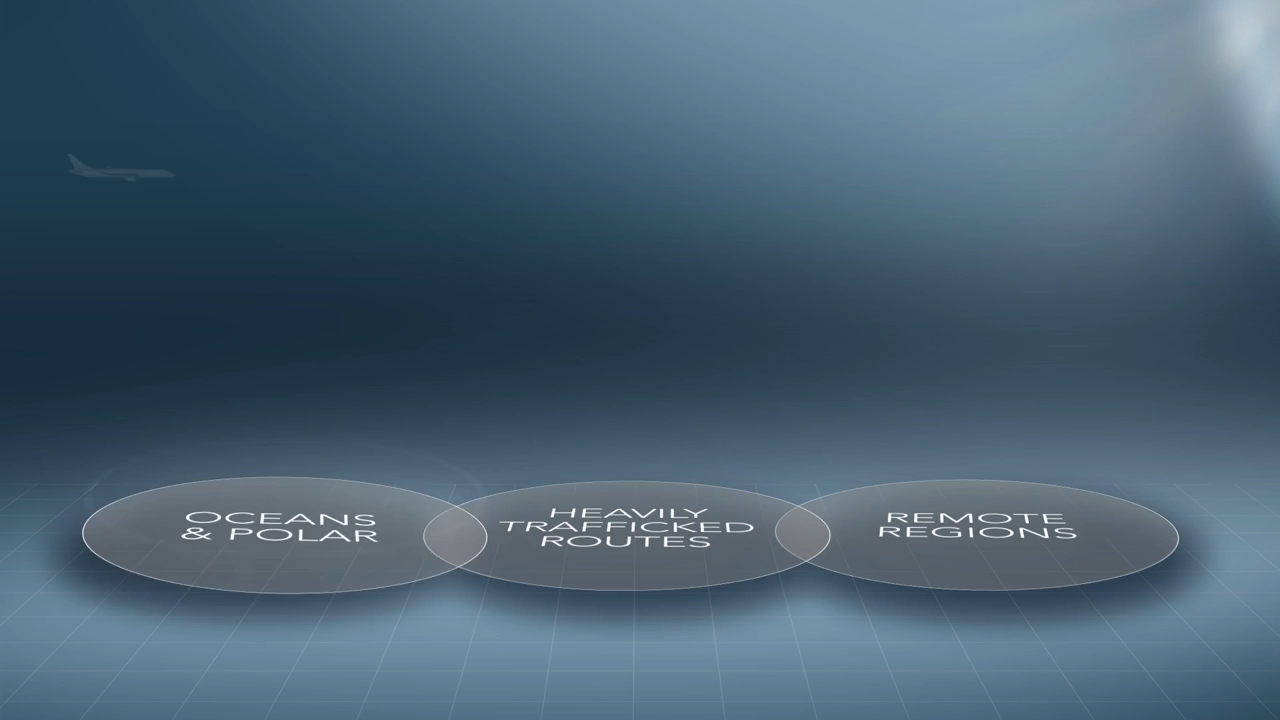 OCEANS
& POLAR
HEAVILY
TRAFFICKED
ROUTES
REMOTE
REGIONS